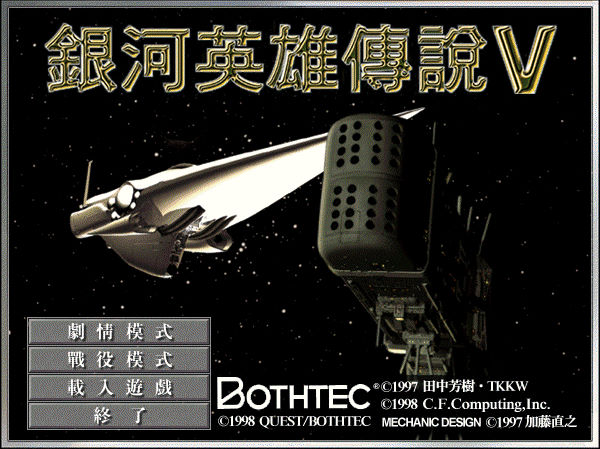 銀河英雄傳說V
劇情模式
戰役模式
載入遊戲
終了
BOTHTEC®
©1997 田中芳樹・TKKW
©1998 C.F.Computing,Inc.
©1998 QUEST/BOTHTEC MECHANIC DESIGN ©1997 加藤直之